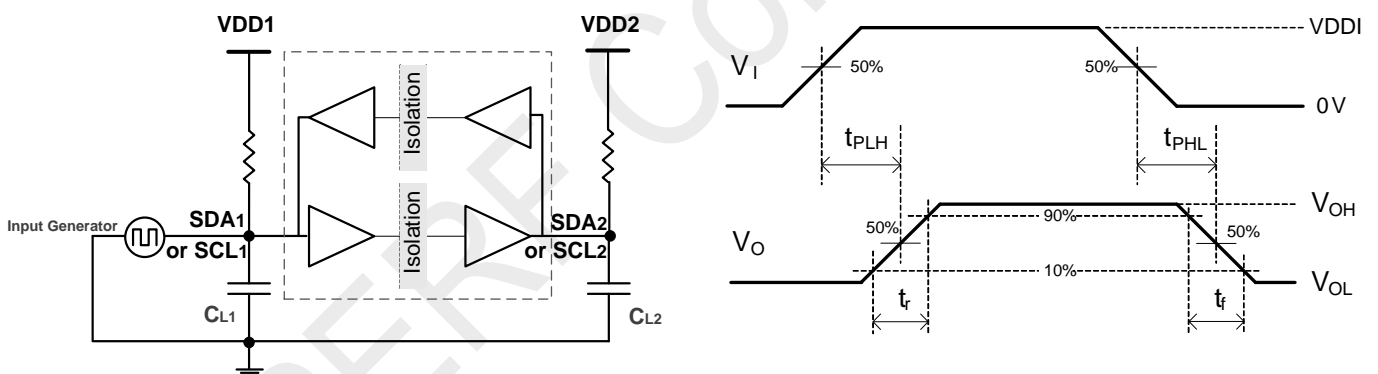 VDD1
VDD2
Isolation
Isolation
Input Generator
SDA1
or SCL1
SDA2
or SCL2
CL1
CL2
VI
50%
50%
VDDI
0 V
tPLH
tPHL
VO
50%
90%
50%
10%
VOH
VOL
tr
tf